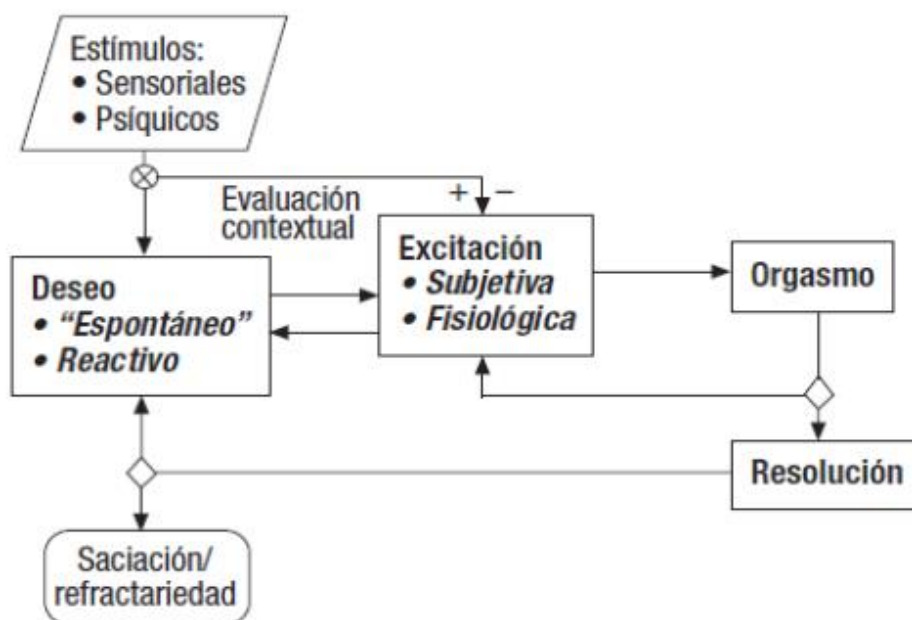 Estímulos:
• Sensoriales
• Psíquicos
Evaluación
contextual
+ −
Deseo
• “Espontáneo”
• Reactivo
Excitación
• Subjetiva
• Fisiológica
Orgasmo
Resolución
Saciación/
refractariedad